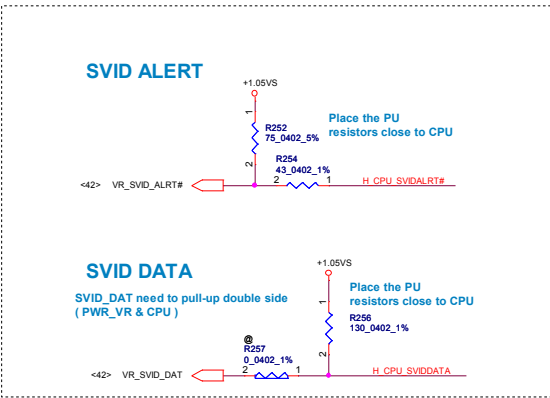 SVID ALERT
+1.05VS
1
R252
75_0402_5%
2
Place the PU
resistors close to CPU
R254
43_0402_1%
<42> VR_SVID_ALRT#
2 1
H_CPU_SVIDALRT#
SVID DATA
SVID_DAT need to pull-up double side
( PWR_VR & CPU )
+1.05VS
Place the PU
resistors close to CPU
1
R256
130_0402_1%
2
@
R257
0_0402_1%
<42> VR_SVID_DAT
2 1
H_CPU_SVIDDATA